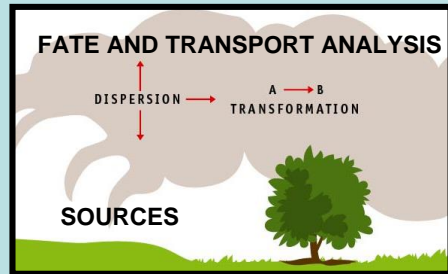 FATE AND TRANSPORT ANALYSIS
DISPERSION
A B
TRANSFORMATION
SOURCES